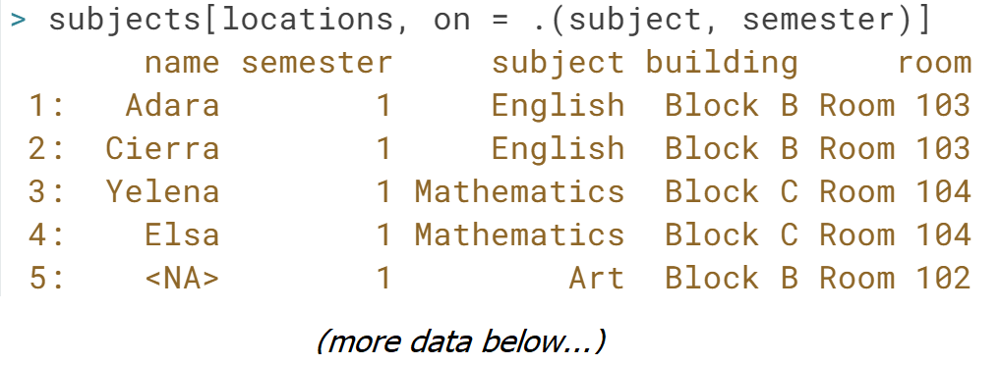 > subjects[locations, on = .(subject, semester)]
name semester subject building room
1: Adara 1 English Block B Room 103
2: Cierra 1 English Block B Room 103
3: Yelena 1 Mathematics Block C Room 104
4: Elsa 1 Mathematics Block C Room 104
5: <NA> 1 Art Block B Room 102
(more data below...)